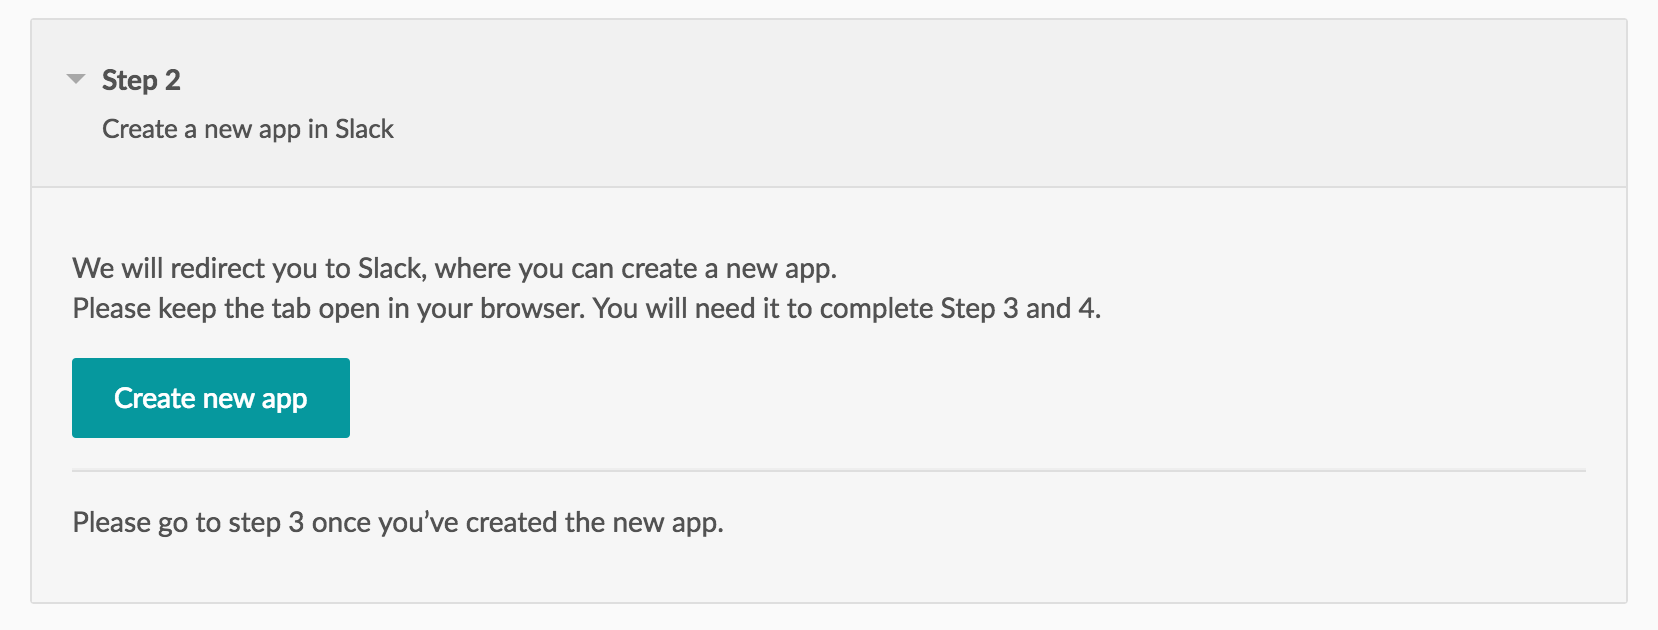 Step 2
Create a new app in Slack
We will redirect you to Slack, where you can create a new app.
Please keep the tab open in your browser. You will need it to complete Step 3 and 4.
Create new app
Please go to step 3 once you’ve created the new app.